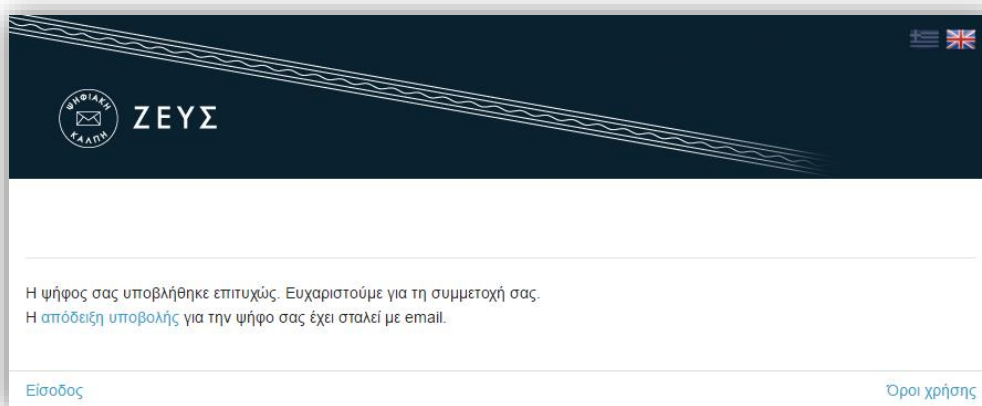 ΨΗΦΙΑΚΗ
ΚΑΛΠΗ
ΖΕΥΣ
Η ψήφος σας υποβλήθηκε επιτυχώς. Ευχαριστούμε για τη συμμετοχή σας.
Η απόδειξη υποβολής για την ψήφο σας έχει σταλεί με email.
Είσοδος
Όροι χρήσης